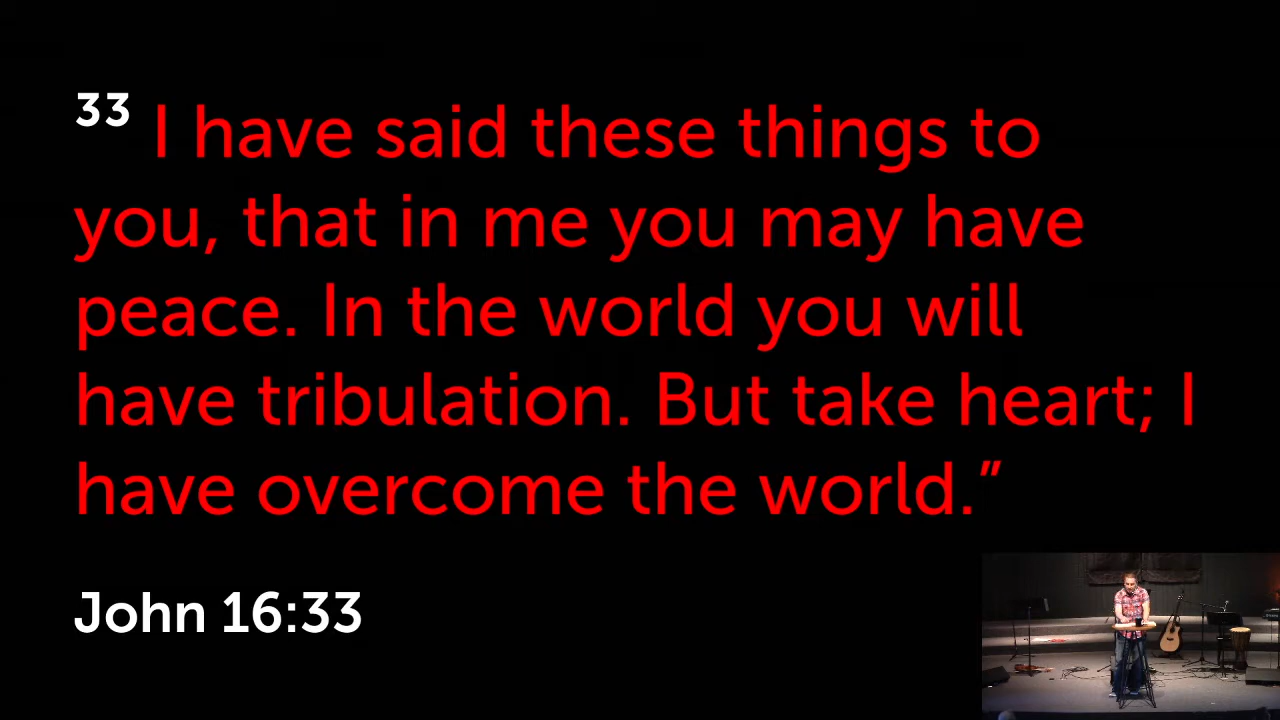 33 I have said these things to
you, that in me you may have
peace. In the world you will
have tribulation. But take heart; I
have overcome the world.”
John 16:33